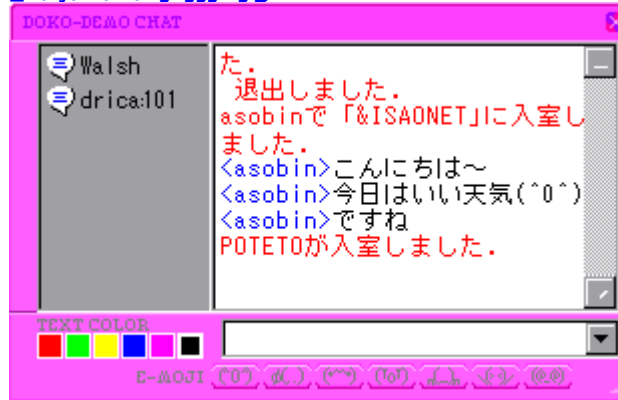 DOKO-DEMO CHAT
Walsh
drica:101
た.
退出しました.
asobinで「&ISAONET」に入室し
ました.
<asobin>こんにちは～
<asobin>今日はいい天気(^0^)
<asobin>ですね
POTETOが入室しました.
TEXT COLOR
E-MOJI (^0^) (*^^*) (ToT) (@_@)